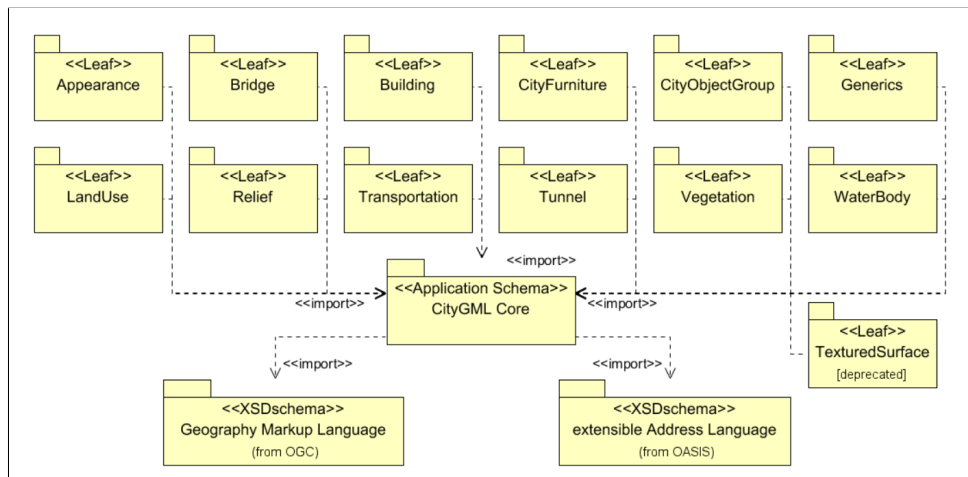 <<Leaf>>
Appearance
<<Leaf>>
Bridge
<<Leaf>>
Building
<<Leaf>>
CityFurniture
<<Leaf>>
CityObjectGroup
<<Leaf>>
Generics
<<Leaf>>
LandUse
<<Leaf>>
Relief
<<Leaf>>
Transportation
<<Leaf>>
Tunnel
<<Leaf>>
Vegetation
<<Leaf>>
WaterBody
<<import>>
<<Application Schema>>
CityGML Core
<<import>>
<<import>>
<<Leaf>>
TexturedSurface
[deprecated]
<<import>>
<<import>>
<<XSDschema>>
Geography Markup Language
(from OGC)
<<XSDschema>>
extensible Address Language
(from OASIS)